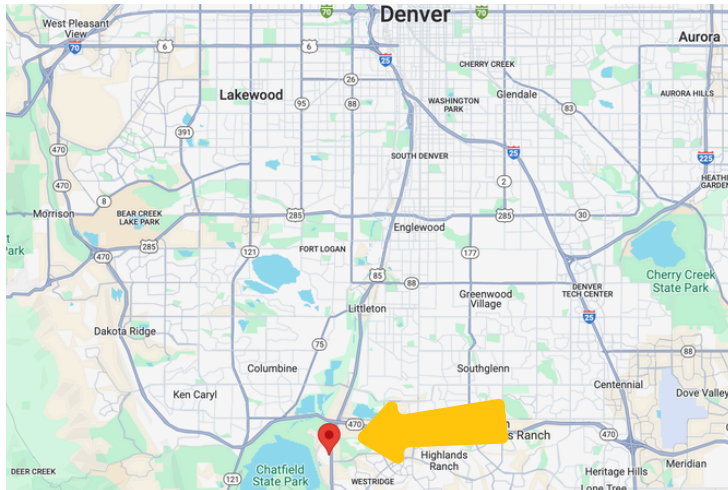 Denver
70
70
West Pleasant
View
6
6
70
25
Aurora
CHERRY CREEK
26
Lakewood
95
88
Glendale
AURORA HILLS
WASHINGTON
PARK
83
391
470
SOUTH DENVER
25
225
470
2
HEATH
GARDEN
8
Morrison
BEAR CREEK
LAKE PARK
285
285
30
285
Englewood
t
Park
470
121
FORT LOGAN
177
85
88
Cherry Creek
State Park
DENVER
TECH CENTER
Greenwood
Village
Littleton
25
Dakota Ridge
75
88
Columbine
Southglenn
Centennial
Ken Caryl
Dove Valley
470
s Ranch
470
Highlands
Ranch
Meridian
DEER CREEK
121
Chatfield
State Park
WESTRIDGE
Heritage Hills
Lone Tree